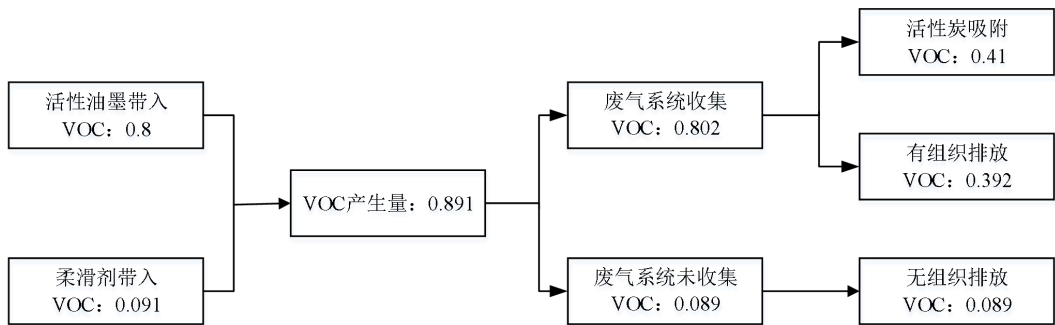 活性油墨带入
VOC：0.8
柔滑剂带入
VOC：0.091
VOC产生量：0.891
废气系统收集
VOC：0.802
废气系统未收集
VOC：0.089
活性炭吸附
VOC：0.41
有组织排放
VOC：0.392
无组织排放
VOC：0.089